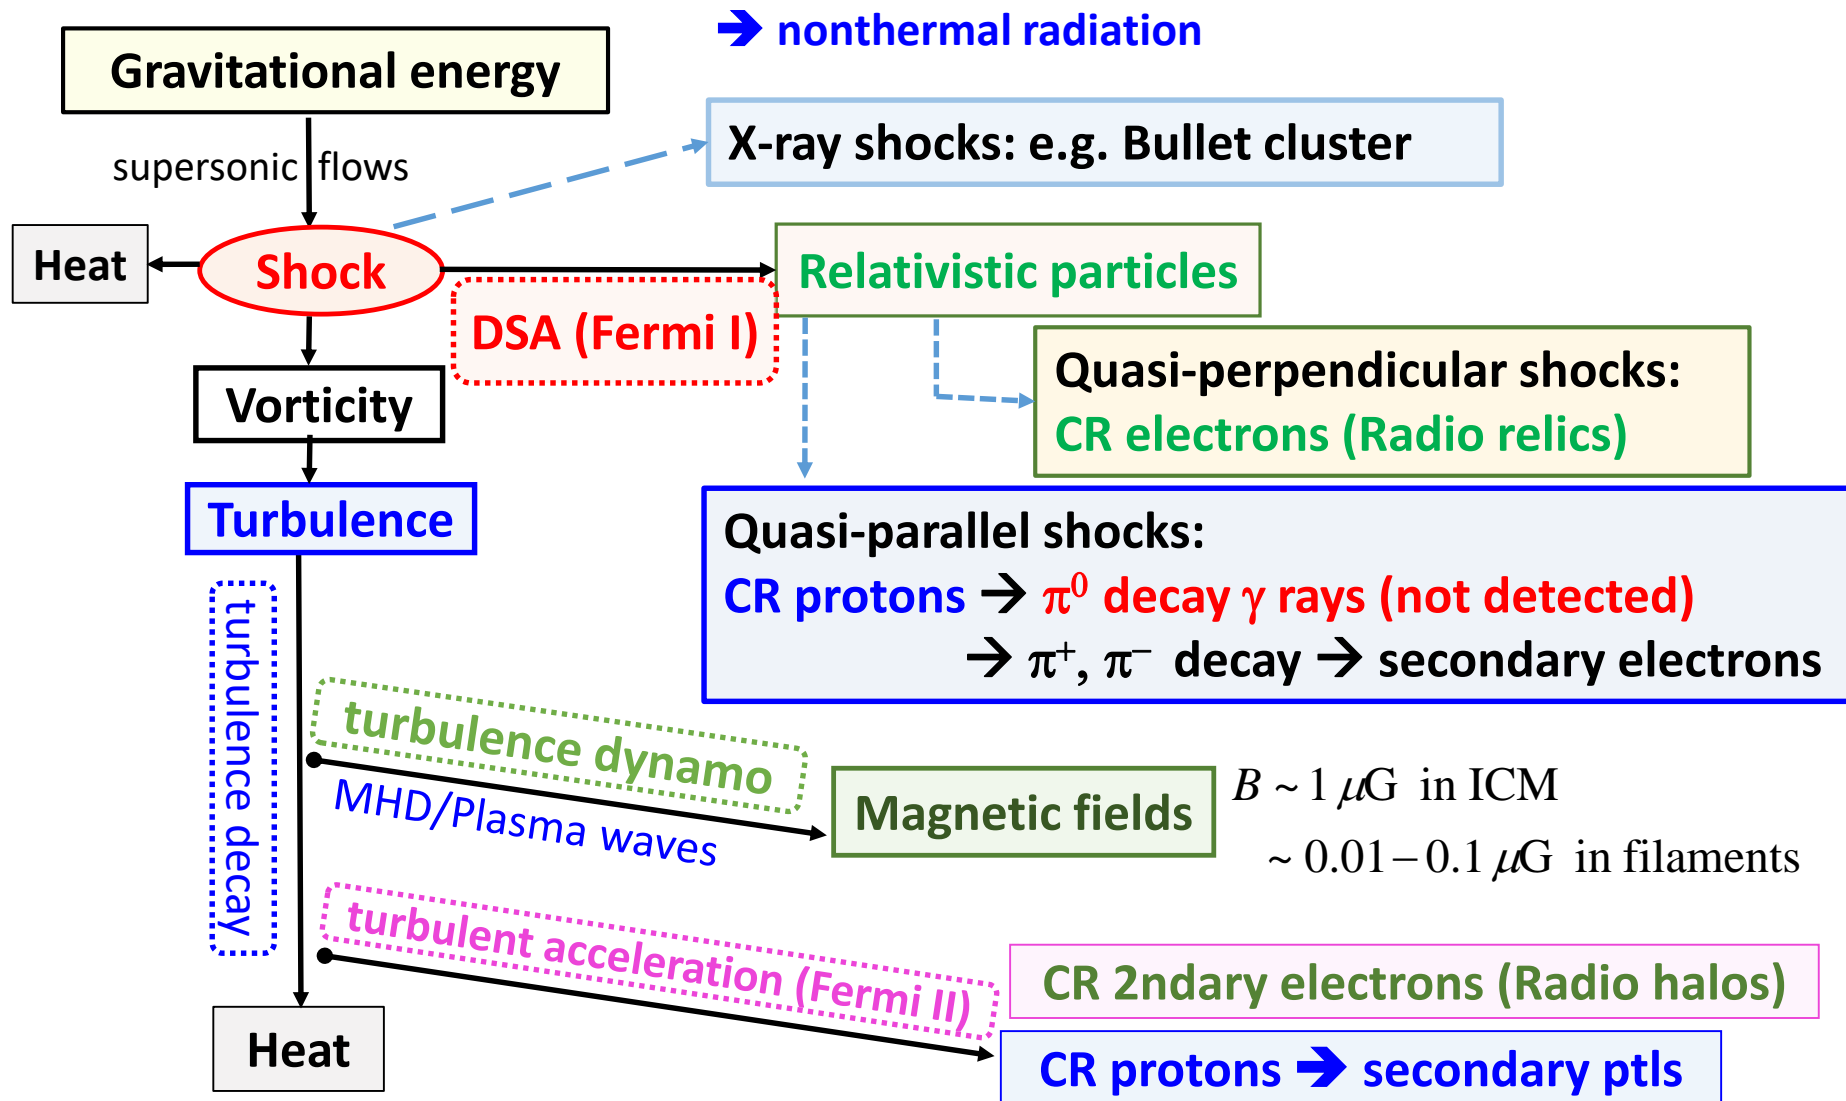 ➔ nonthermal radiation
Gravitational energy
X-ray shocks: e.g. Bullet cluster
supersonic flows
Heat
Shock
Relativistic particles
DSA (Fermi I)
Quasi-perpendicular shocks:
CR electrons (Radio relics)
Vorticity
Turbulence
Quasi-parallel shocks:
CR protons ➔ π⁰ decay γ rays (not detected)
➔ π⁺, π⁻ decay ➔ secondary electrons
turbulence decay
turbulence dynamo
MHD/Plasma waves
Magnetic fields
B ~ 1 μG in ICM
~ 0.01 – 0.1 μG in filaments
turbulent acceleration (Fermi II)
CR 2ndary electrons (Radio halos)
Heat
CR protons ➔ secondary ptls